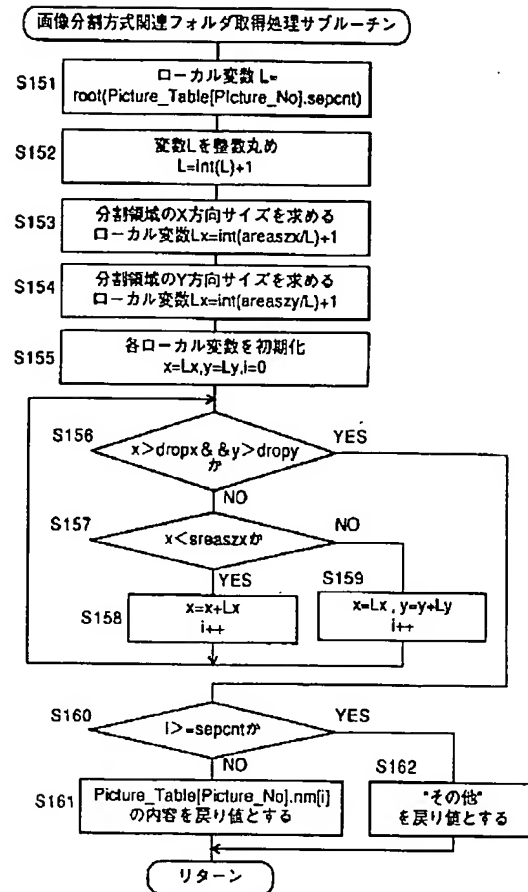 画像分割方式関連フォルダ取得処理サブルーチン
S151
ローカル変数 L=
root(Picture_Table[Picture_No].sepcnt)
S152
変数Lを整数丸め
L=int(L)+1
S153
分割領域のX方向サイズを求める
ローカル変数Lx=int(areaszx/L)+1
S154
分割領域のY方向サイズを求める
ローカル変数Lx=int(areaszy/L)+1
S155
各ローカル変数を初期化
x=Lx,y=Ly,i=0
S156
x>dropx& &y>dropy
か
YES
NO
S157
x<sreaszxか
NO
YES
S158
x=x+Lx
i++
S159
x=Lx , y=y+Ly
i++
S160
i>=sepcntか
YES
NO
S161
Picture_Table[Picture_No].nm[i]
の内容を戻り値とする
S162
"その他"
を戻り値とする
リターン